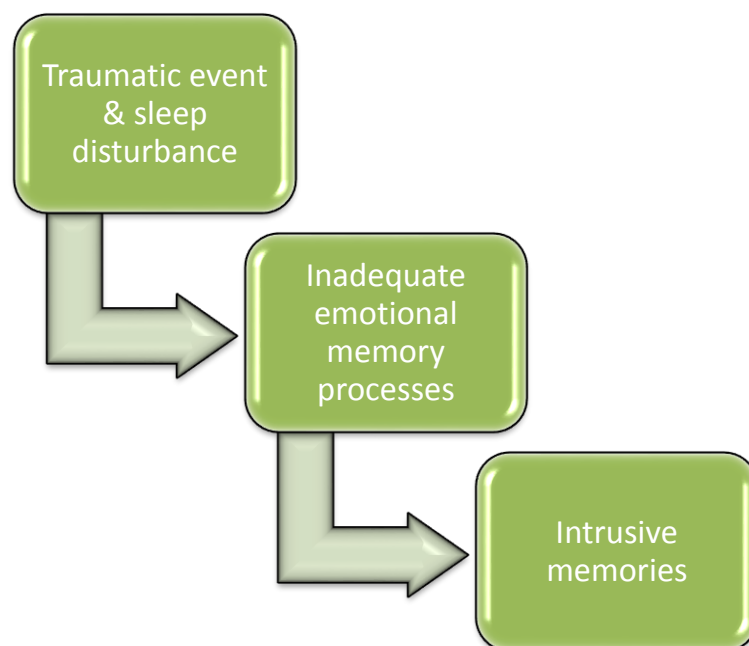 Traumatic event
& sleep
disturbance
Inadequate
emotional
memory
processes
Intrusive
memories